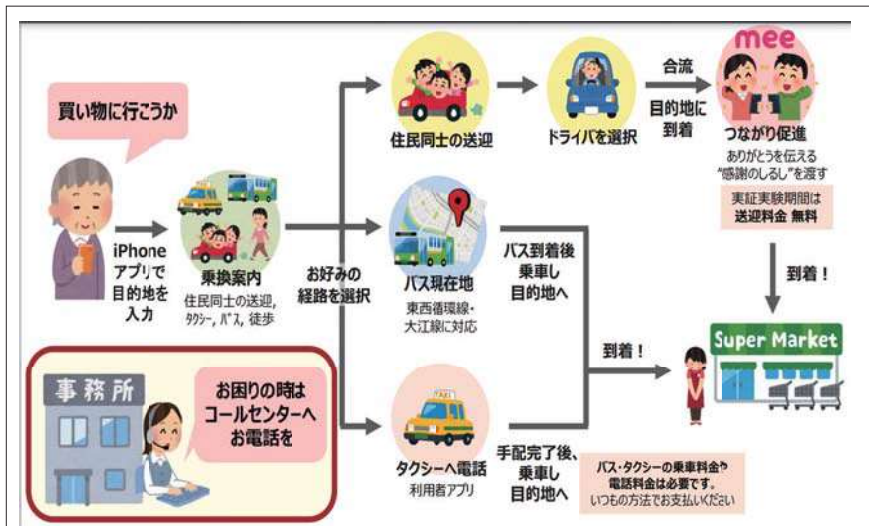 買い物に行こうか
iPhone
アプリで
目的地を
入力
乗換案内
住民同士の送迎,
タクシー, バス, 徒歩
お好みの
経路を選択
住民同士の送迎
ドライバを選択
合流
目的地に
到着
mee
つながり促進
ありがとうを伝える
“感謝のしるし”を渡す
実証実験期間は
送迎料金 無料
到着!
バス現在地
東西循環線・
大江線に対応
バス到着後
乗車し
目的地へ
到着!
Super Market
TAXI
タクシーへ電話
利用者アプリ
手配完了後、
乗車し
目的地へ
バス・タクシーの乗車料金や
電話料金は必要です。
いつもの方法でお支払いください
事務所
お困りの時は
コールセンターへ
お電話を